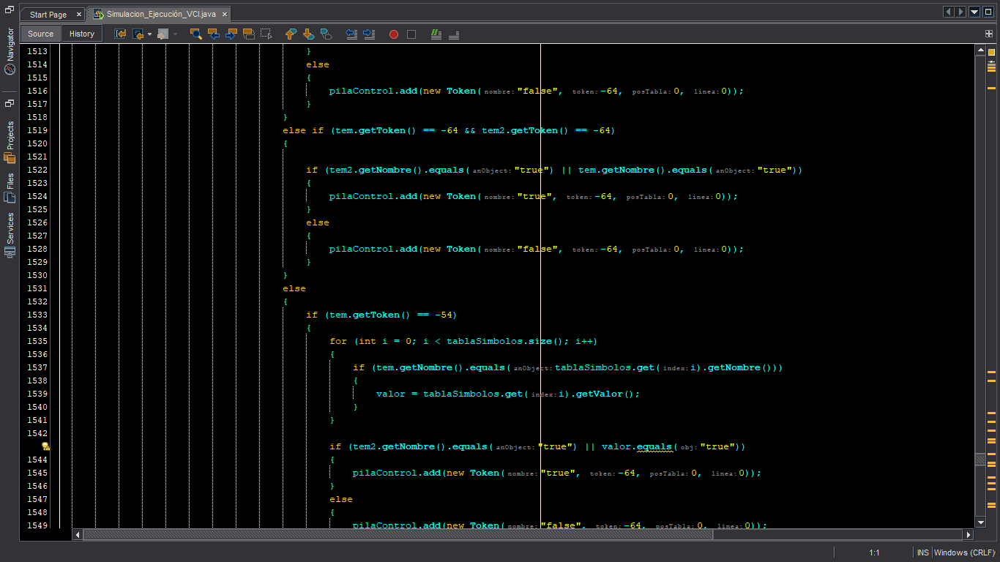 Start Page × Simulacion_Ejecución_VCI.java ×
Source History
Navigator
Projects
Files
Services
1513 }
1514 else
1515 {
1516 pilaControl.add(new Token(nombre: "false", token: -64, posTabla: 0, linea: 0));
1517 }
1518 }
1519 else if (tem.getToken() == -64 && tem2.getToken() == -64)
1520 {
1521
1522 if (tem2.getNombre().equals(anObject: "true") || tem.getNombre().equals(anObject: "true"))
1523 {
1524 pilaControl.add(new Token(nombre: "true", token: -64, posTabla: 0, linea: 0));
1525 }
1526 else
1527 {
1528 pilaControl.add(new Token(nombre: "false", token: -64, posTabla: 0, linea: 0));
1529 }
1530 }
1531 else
1532 {
1533 if (tem.getToken() == -54)
1534 {
1535 for (int i = 0; i < tablaSimbolos.size(); i++)
1536 {
1537 if (tem.getNombre().equals(anObject: tablaSimbolos.get(index: i).getNombre()))
1538 {
1539 valor = tablaSimbolos.get(index: i).getValor();
1540 }
1541 }
1542
if (tem2.getNombre().equals(anObject: "true") || valor.equals(obj: "true"))
1544 {
1545 pilaControl.add(new Token(nombre: "true", token: -64, posTabla: 0, linea: 0));
1546 }
1547 else
1548 {
1549 pilaControl.add(new Token(nombre: "false", token: -64, posTabla: 0, linea: 0));
1:1 INS Windows (CRLF)